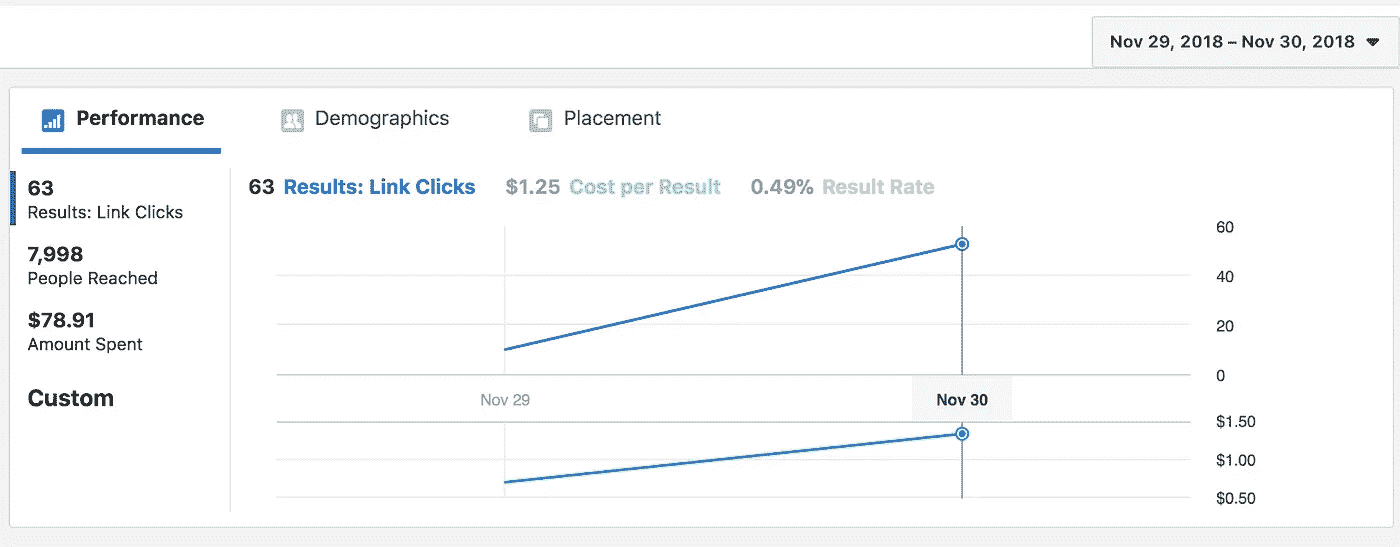 Nov 29, 2018 – Nov 30, 2018
Performance Demographics Placement
63
Results: Link Clicks
7,998
People Reached
$78.91
Amount Spent
Custom
63 Results: Link Clicks $1.25 Cost per Result 0.49% Result Rate
60
40
20
0
Nov 29 Nov 30
$1.50
$1.00
$0.50